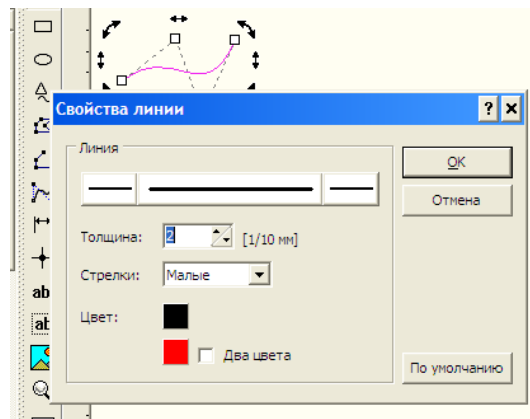 Свойства линии
Линия
OK
Отмена
Толщина: 2 [1/10 мм]
Стрелки: Малые
Цвет:
Два цвета
По умолчанию
ab
ab